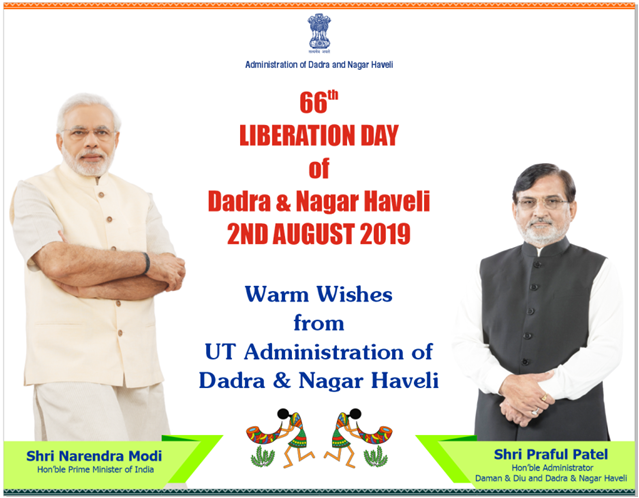 Administration of Dadra and Nagar Haveli
66th
LIBERATION DAY
of
Dadra & Nagar Haveli
2ND AUGUST 2019
Warm Wishes
from
UT Administration of
Dadra & Nagar Haveli
Shri Narendra Modi
Hon'ble Prime Minister of India
Shri Praful Patel
Hon'ble Administrator
Daman & Diu and Dadra & Nagar Haveli